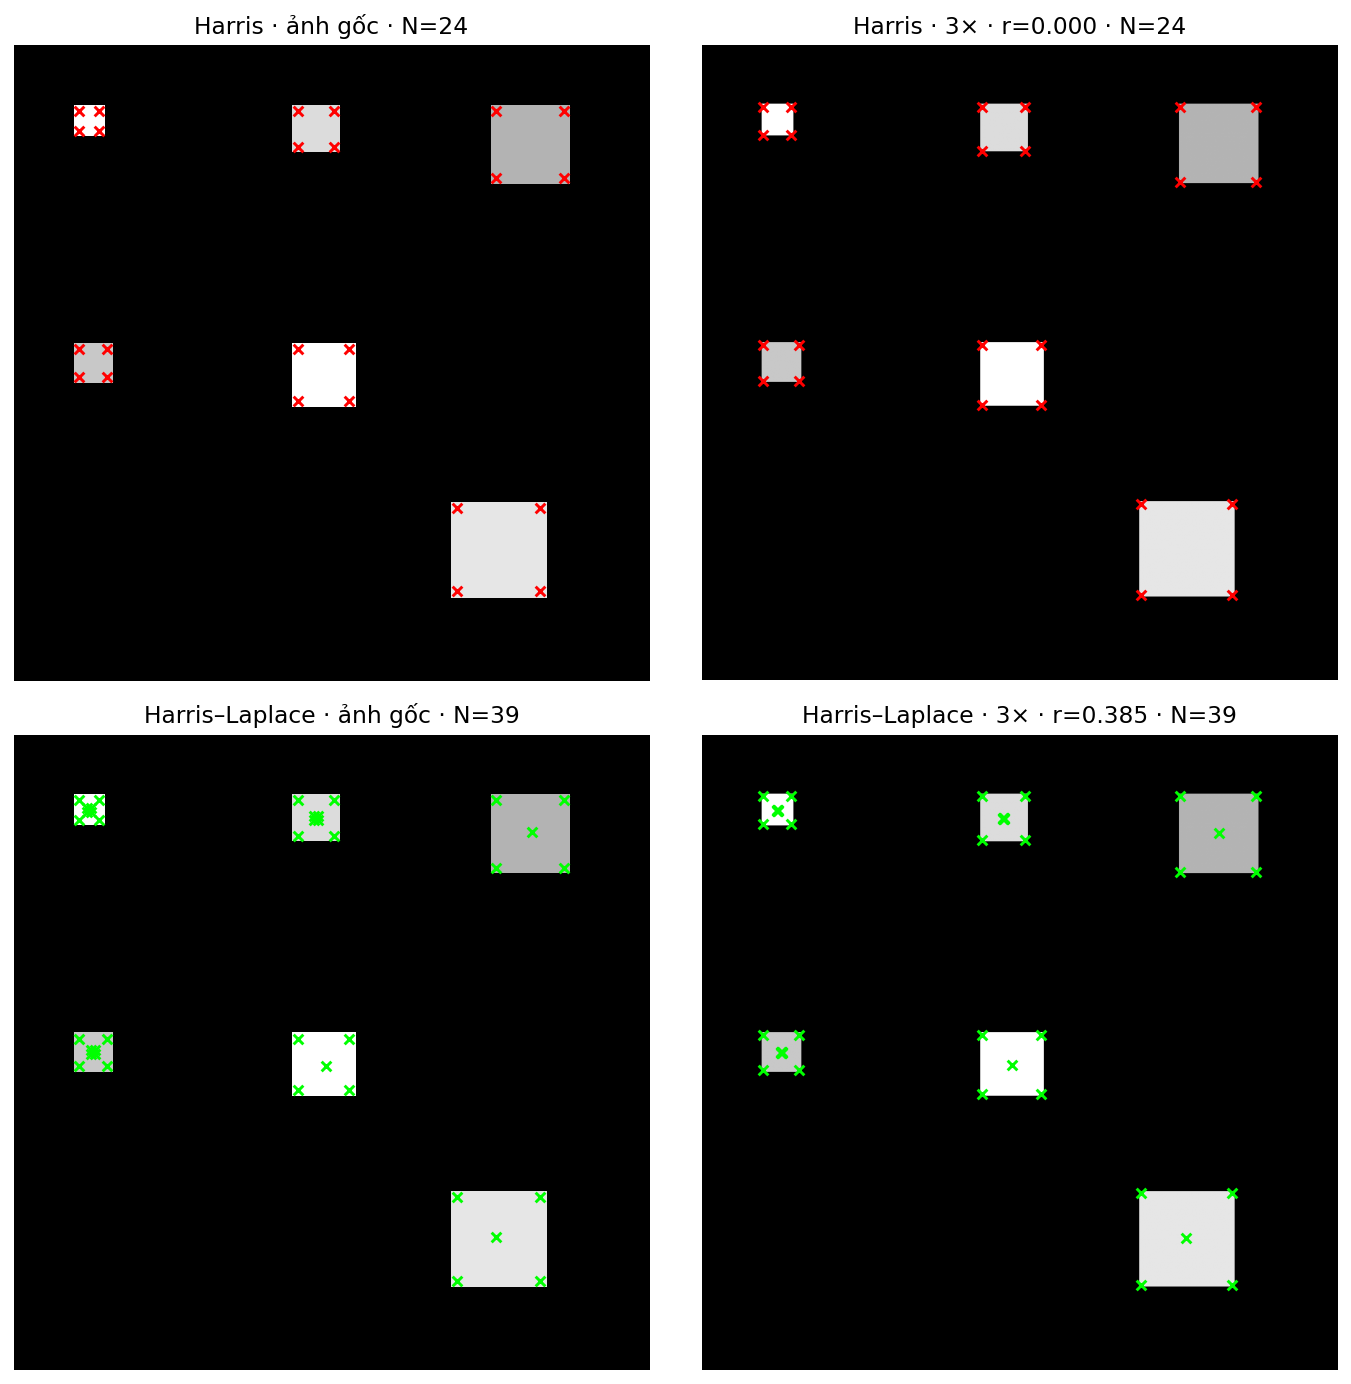 Harris · ảnh gốc · N=24
Harris · 3× · r=0.000 · N=24
Harris–Laplace · ảnh gốc · N=39
Harris–Laplace · 3× · r=0.385 · N=39